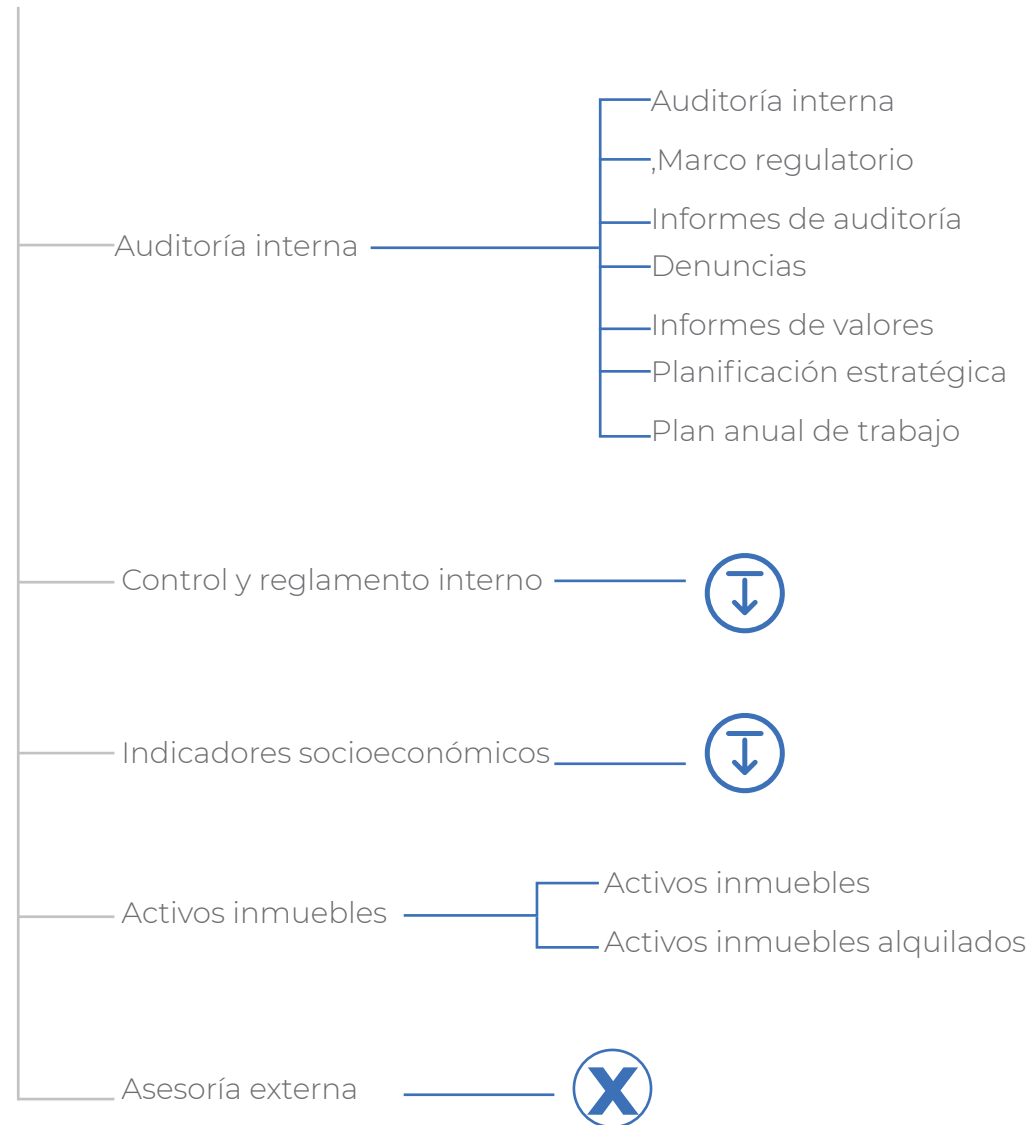 Auditoría interna
,Marco regulatorio
Informes de auditoría
Auditoría interna
Denuncias
Informes de valores
Planificación estratégica
Plan anual de trabajo
Control y reglamento interno
Indicadores socioeconómicos
Activos inmuebles
Activos inmuebles
Activos inmuebles alquilados
Asesoría externa
X